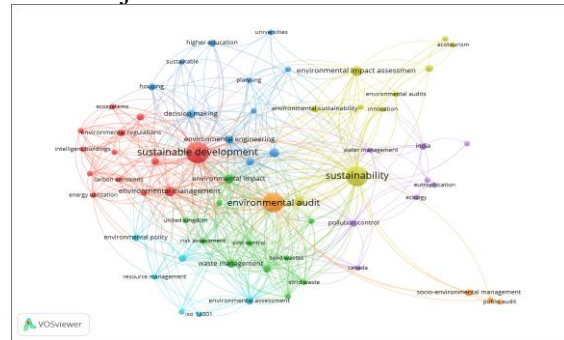 universities
higher education
ecotourism
sustainable
environmental impact assessmen
planning
housing
environmental audits
ecosystems
decision making
environmental sustainability
innovation
environmental regulations
environmental engineering
intelligent buildings
sustainable development
water management
india
carbon emissions
environmental impact
sustainability
eutrophication
energy utilization
environmental management
ecology
environmental audit
united kingdom
pollution control
environmental policy
risk assessment
cost control
waste management
solid wastes
canada
resource management
solid waste
environmental assessment
socio-environmental management
public audit
iso 14001
VOSviewer